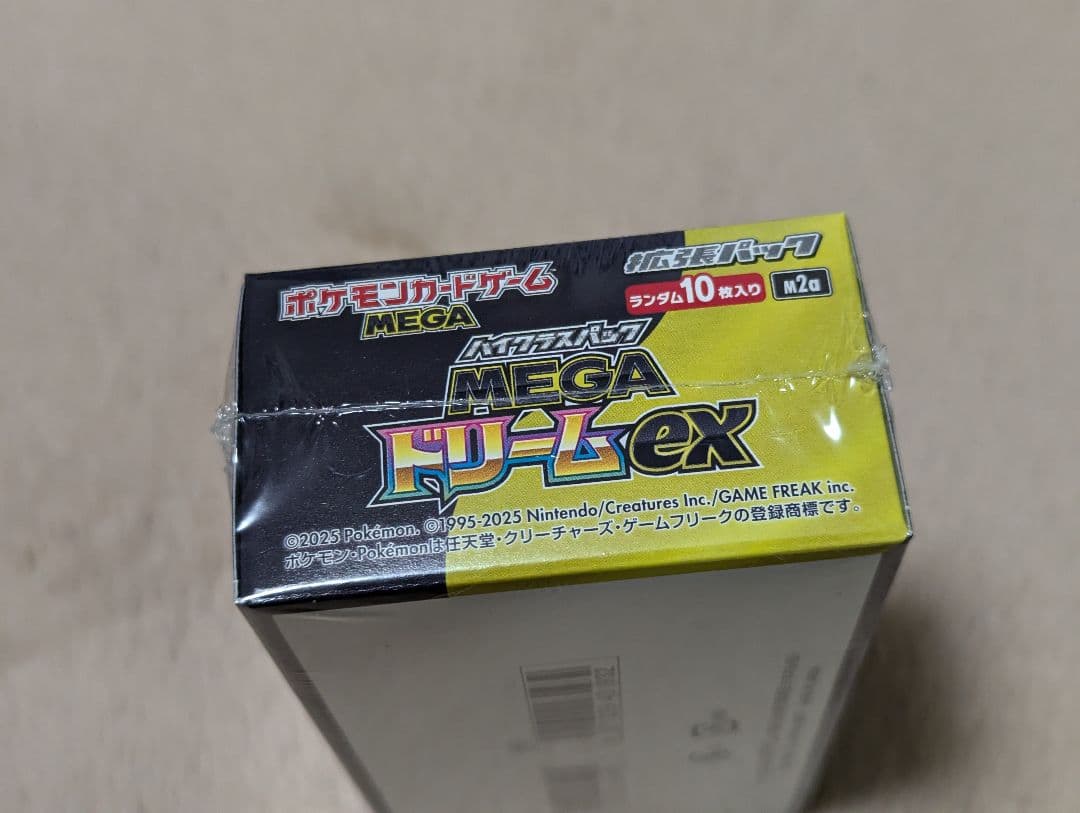 ポケモンカードゲーム
MEGA
拡張パック
ランダム10枚入り
M2a
ハイクラスパック
MEGA
ドリームex
©2025 Pokémon. ©1995-2025 Nintendo/Creatures Inc./GAME FREAK inc.
ポケモン・Pokémonは任天堂・クリーチャーズ・ゲームフリークの登録商標です。